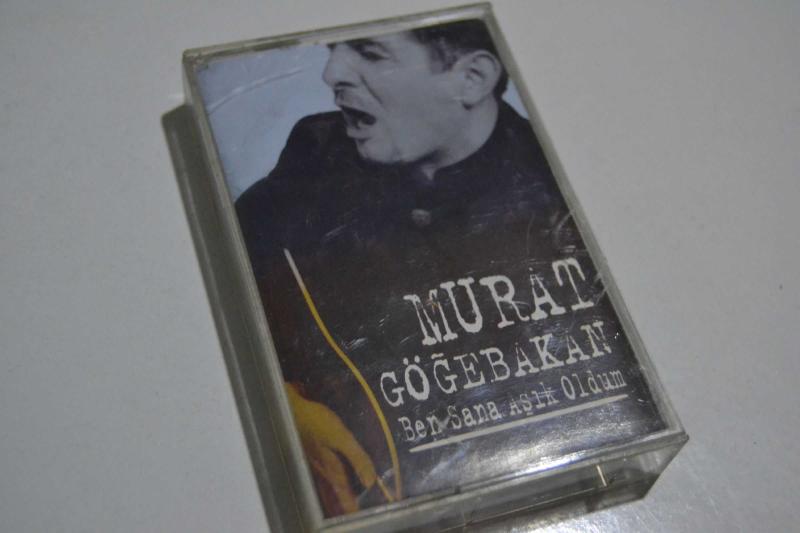 MURAT
GÖĞEBAKAN
Ben Sana Aşık Oldum